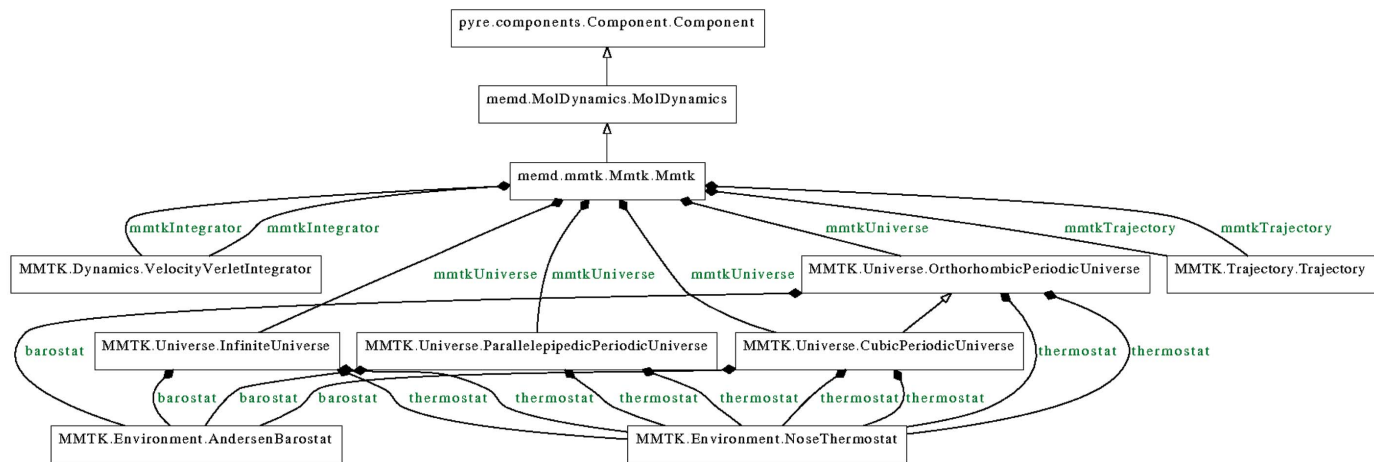 pyre.components.Component.Component
memd.MolDynamics.MolDynamics
memd.mmtk.Mmtk.Mmtk
mmtkIntegrator
mmtkIntegrator
mmtkUniverse
mmtkTrajectory
mmtkTrajectory
MMTK.Dynamics.VelocityVerletIntegrator
mmtkUniverse
mmtkUniverse
mmtkUniverse
MMTK.Universe.OrthorhombicPeriodicUniverse
MMTK.Trajectory.Trajectory
barostat
MMTK.Universe.InfiniteUniverse
MMTK.Universe.ParallelepipedicPeriodicUniverse
MMTK.Universe.CubicPeriodicUniverse
thermostat
thermostat
barostat
barostat
barostat
thermostat
thermostat
thermostat
thermostat
thermostat
thermostat
MMTK.Environment.AndersenBarostat
MMTK.Environment.NoseThermostat